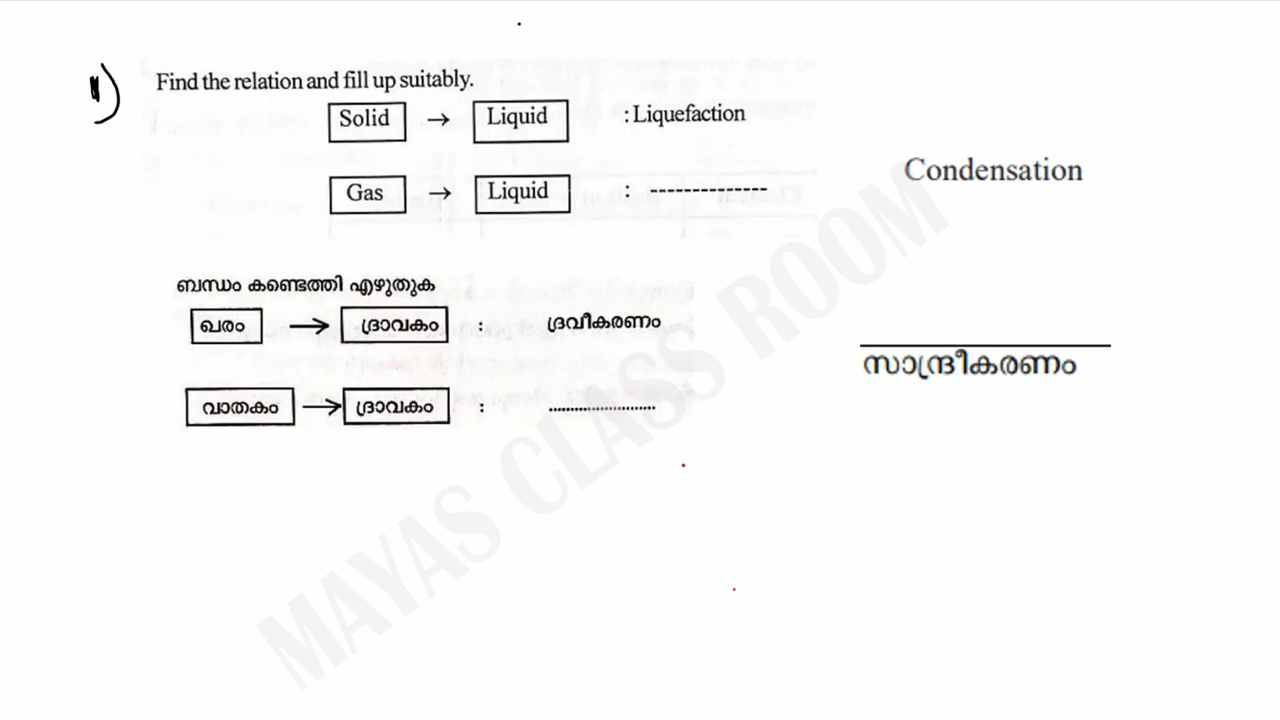 1) Find the relation and fill up suitably.
Solid → Liquid : Liquefaction
Gas → Liquid : -----------------
Condensation
ബന്ധം കണ്ടെത്തി എഴുതുക
ഖരം → ദ്രാവകം : ദ്രവീകരണം
വാതകം → ദ്രാവകം : ..........................
സാന്ദ്രീകരണം
MAYAS CLASS ROOM